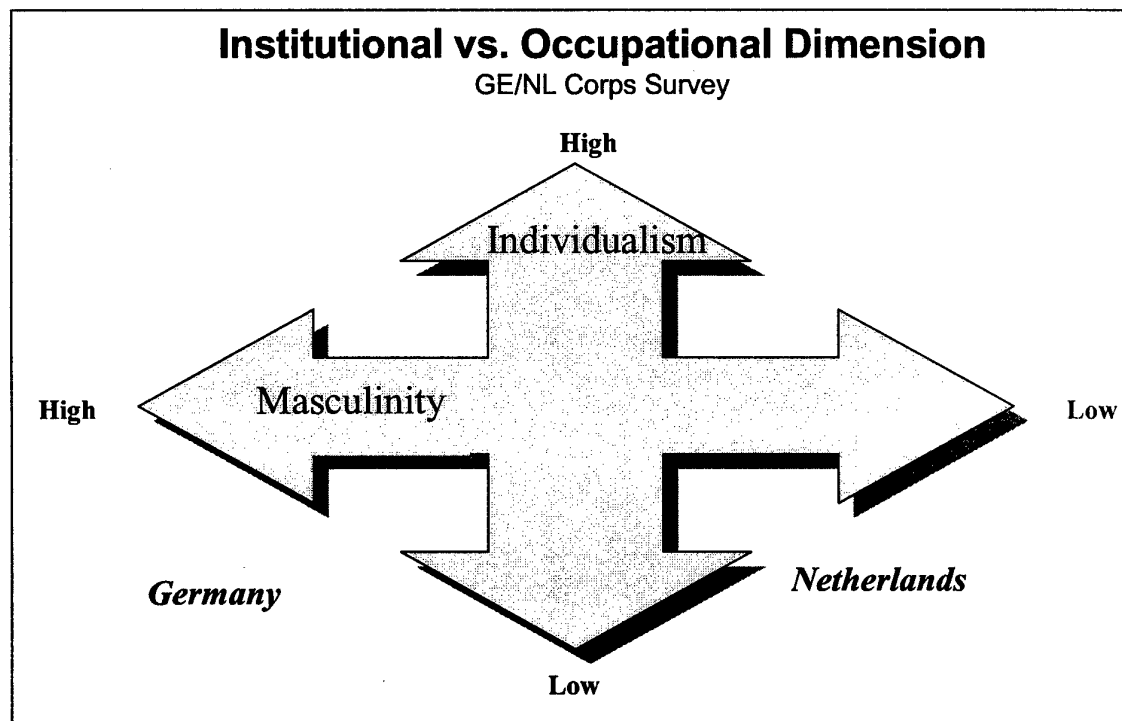 Institutional vs. Occupational Dimension
GE/NL Corps Survey
High
Individualism
Masculinity
High
Low
Germany
Netherlands
Low